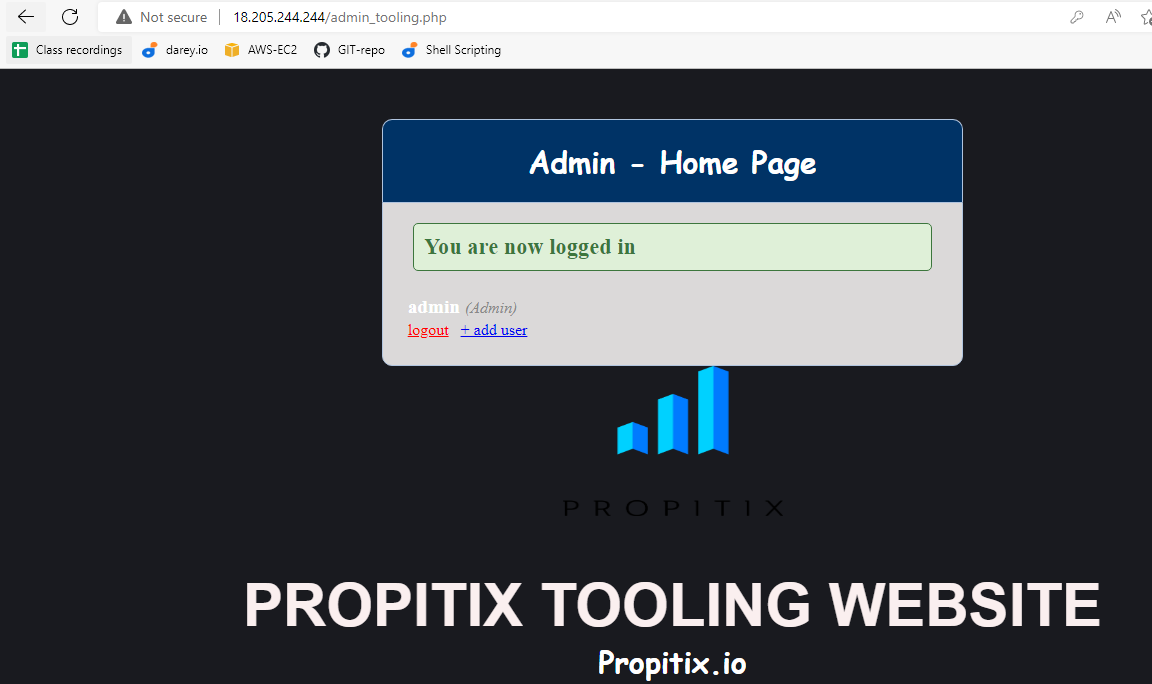 Not secure | 18.205.244.244/admin_tooling.php
Class recordings darey.io AWS-EC2 GIT-repo Shell Scripting
Admin - Home Page
You are now logged in
admin (Admin)
logout + add user
PROPITIX
PROPITIX TOOLING WEBSITE
Propitix.io